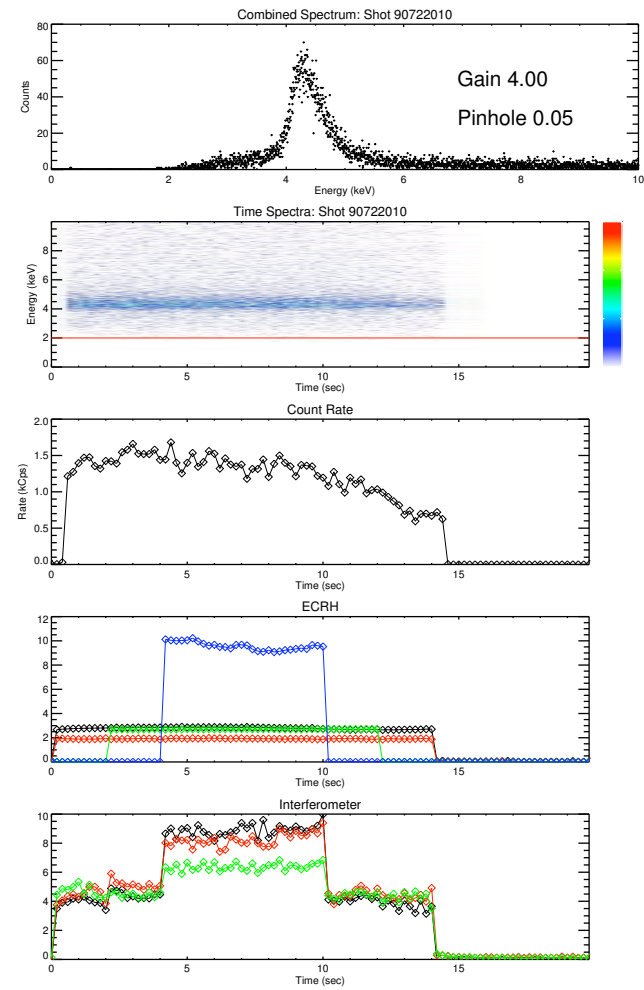 Combined Spectrum: Shot 90722010
80
60
40
20
0
Counts
Gain 4.00
Pinhole 0.05
0 2 4 6 8 10
Energy (keV)
Time Spectra: Shot 90722010
8
6
4
2
0
Energy (keV)
0 5 10 15
Time (sec)
Count Rate
2.0
1.5
1.0
0.5
0.0
Rate (kCps)
0 5 10 15
Time (sec)
ECRH
12
10
8
6
4
2
0
0 5 10 15
Time (sec)
Interferometer
10
8
6
4
2
0
0 5 10 15
Time (sec)